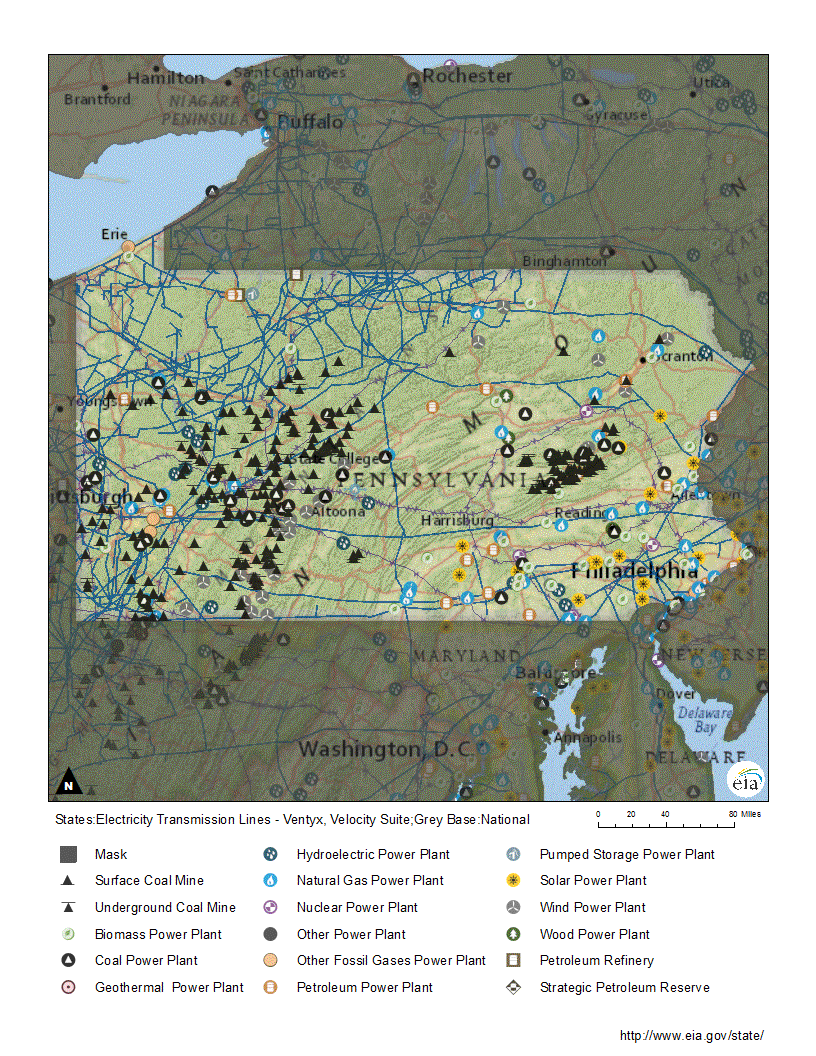 Hamilton
Saint Catharines
Rochester
Utica
Brantford
NIAGARA
PENINSULA
Buffalo
Syracuse
N
CATS
Erie
Binghamton
U
MO
O
Scranton
Youngstown
M
State College
PENNSYLVANIA
Pittsburgh
Allentown
Altoona
Harrisburg
Reading
N
Philadelphia
A
MARYLAND
NEW JERSE
Baltimore
Dover
Delaware
Bay
Annapolis
Washington, D.C.
DELAWARE
N
eia
States:Electricity Transmission Lines - Ventyx, Velocity Suite;Grey Base:National
0 20 40 80 Miles
Mask
Hydroelectric Power Plant
Pumped Storage Power Plant
Surface Coal Mine
Natural Gas Power Plant
Solar Power Plant
Underground Coal Mine
Nuclear Power Plant
Wind Power Plant
Biomass Power Plant
Other Power Plant
Wood Power Plant
Coal Power Plant
Other Fossil Gases Power Plant
Petroleum Refinery
Geothermal Power Plant
Petroleum Power Plant
Strategic Petroleum Reserve
http://www.eia.gov/state/